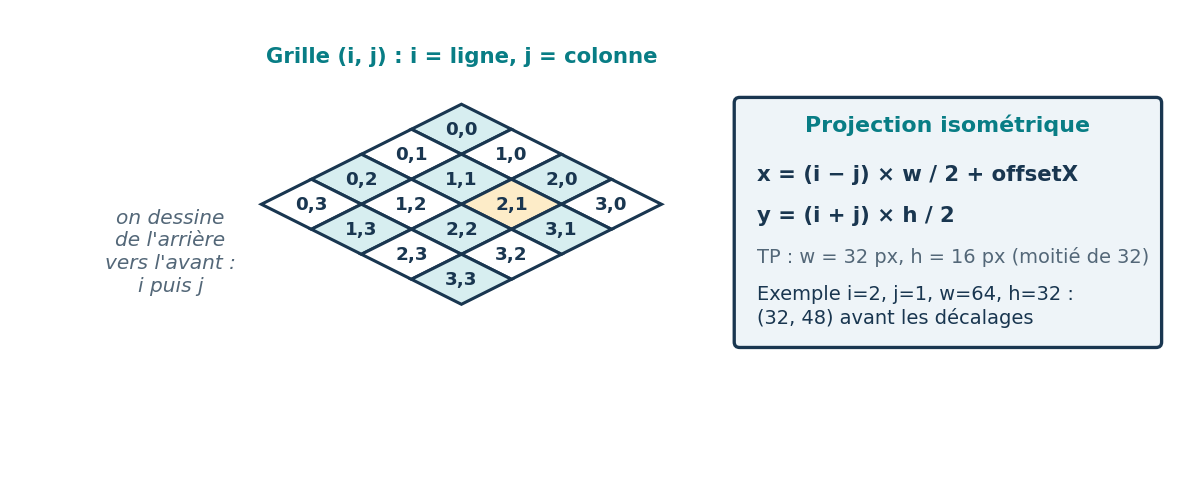 Grille (i, j) : i = ligne, j = colonne
0,0
0,1 1,0
0,2 1,1 2,0
0,3 1,2 2,1 3,0
1,3 2,2 3,1
2,3 3,2
3,3
on dessine
de l'arrière
vers l'avant :
i puis j
Projection isométrique
x = (i − j) × w / 2 + offsetX
y = (i + j) × h / 2
TP : w = 32 px, h = 16 px (moitié de 32)
Exemple i=2, j=1, w=64, h=32 :
(32, 48) avant les décalages